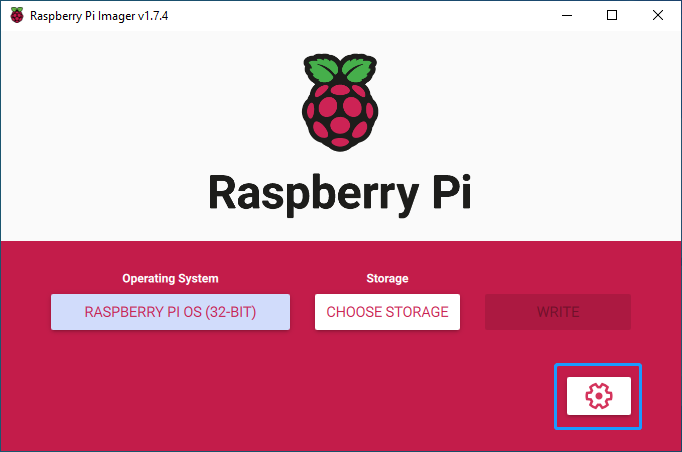 Raspberry Pi Imager v1.7.4
Raspberry Pi
Operating System
Storage
RASPBERRY PI OS (32-BIT)
CHOOSE STORAGE
WRITE